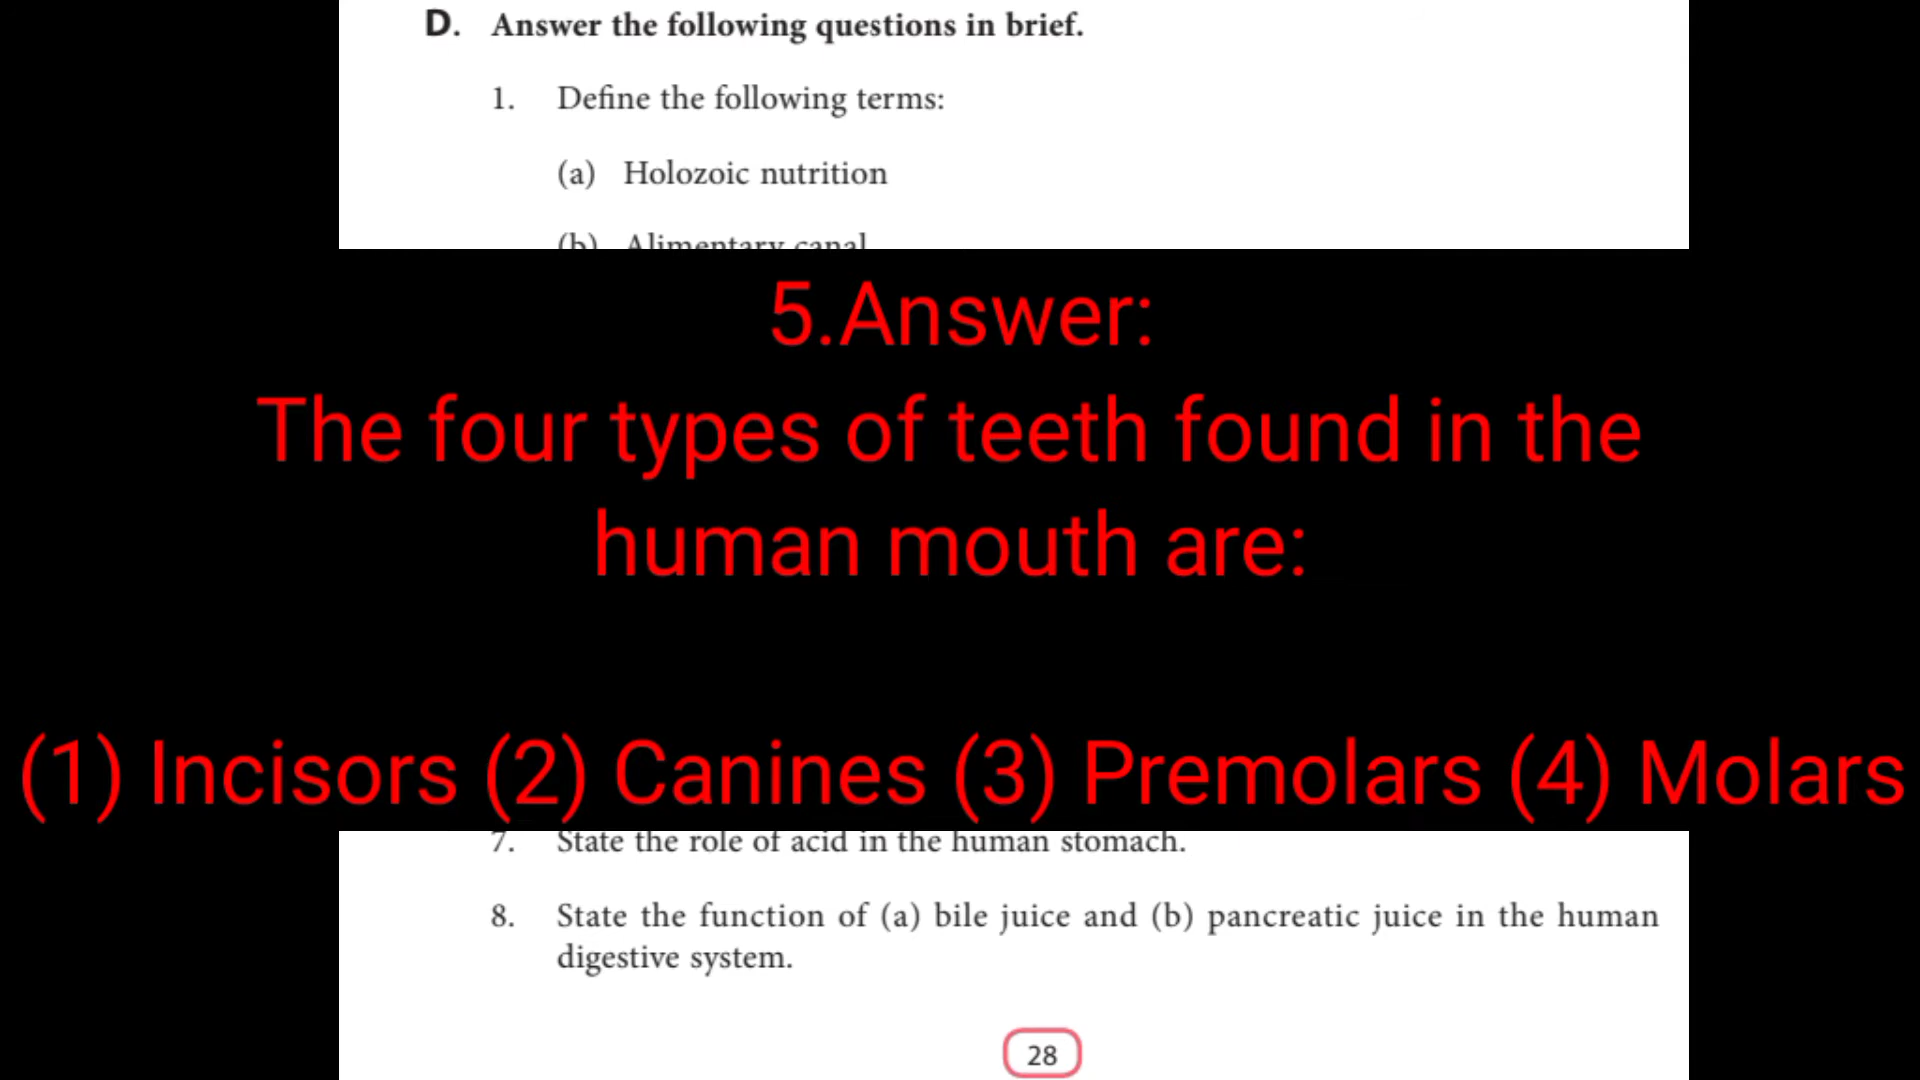 D. Answer the following questions in brief.
1. Define the following terms:
(a) Holozoic nutrition
(b) Alimentary canal
5.Answer:
The four types of teeth found in the
human mouth are:
(1) Incisors (2) Canines (3) Premolars (4) Molars
7. State the role of acid in the human stomach.
8. State the function of (a) bile juice and (b) pancreatic juice in the human
digestive system.
28